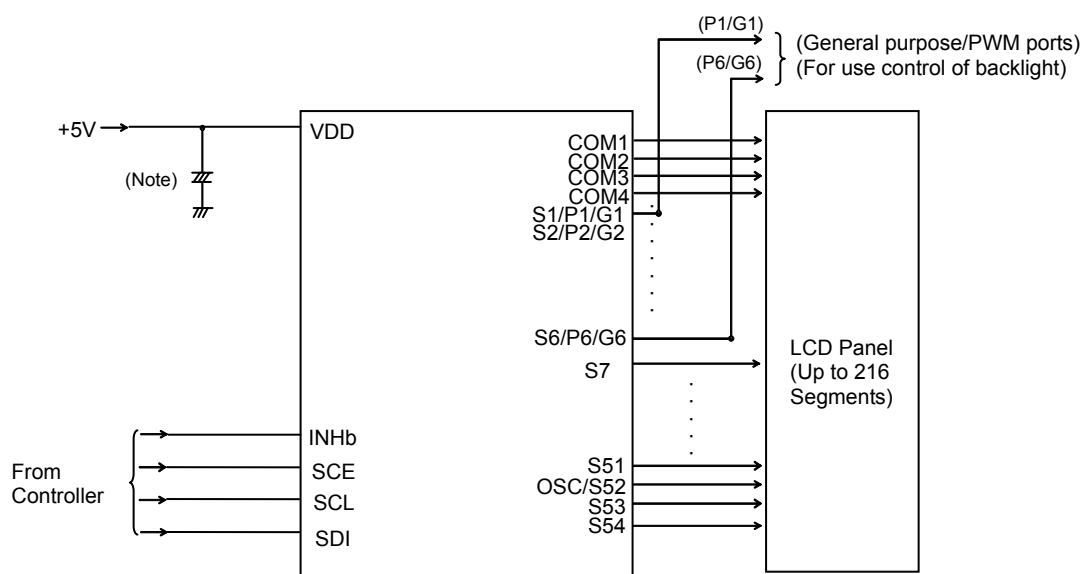 (P1/G1)
(General purpose/PWM ports)
(P6/G6)
(For use control of backlight)
+5V
VDD
(Note)
COM1
COM2
COM3
COM4
S1/P1/G1
S2/P2/G2
S6/P6/G6
S7
LCD Panel
(Up to 216
Segments)
From
Controller
INHb
SCE
SCL
SDI
S51
OSC/S52
S53
S54